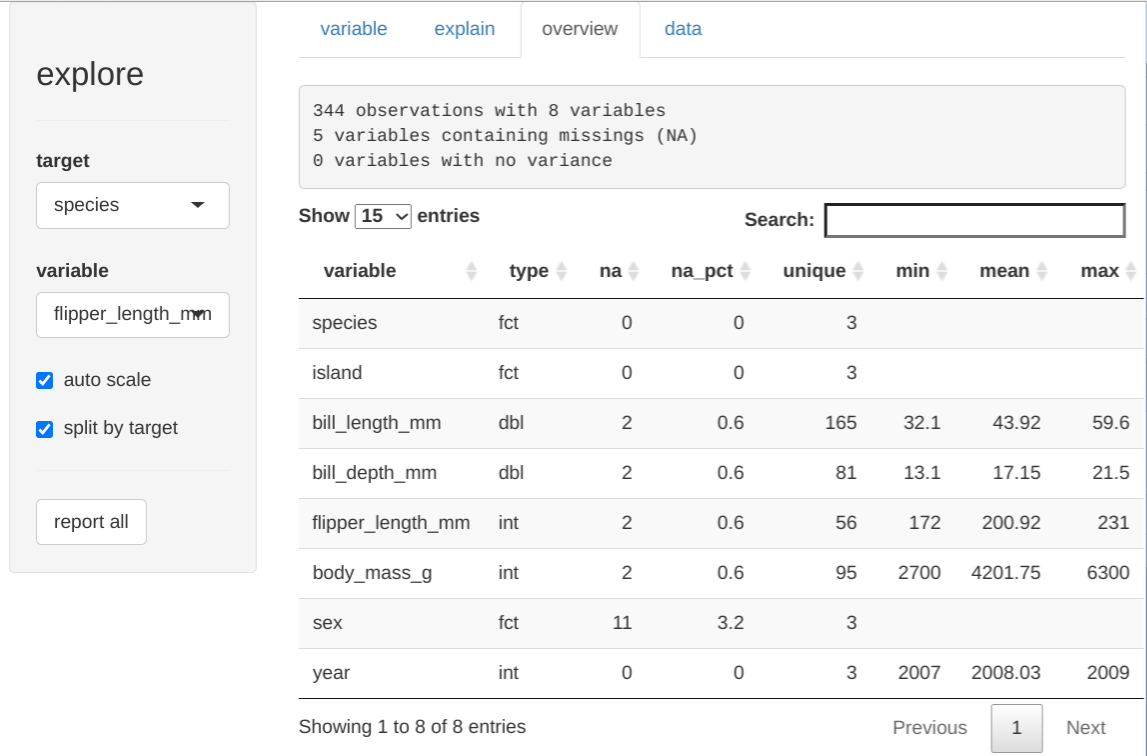 explore
target
species
variable
flipper_length_mm
auto scale
split by target
report all
variable explain overview data
344 observations with 8 variables
5 variables containing missings (NA)
0 variables with no variance
Show 15 entries Search:
variable type na na_pct unique min mean max
species fct 0 0 3
island fct 0 0 3
bill_length_mm dbl 2 0.6 165 32.1 43.92 59.6
bill_depth_mm dbl 2 0.6 81 13.1 17.15 21.5
flipper_length_mm int 2 0.6 56 172 200.92 231
body_mass_g int 2 0.6 95 2700 4201.75 6300
sex fct 11 3.2 3
year int 0 0 3 2007 2008.03 2009
Showing 1 to 8 of 8 entries Previous 1 Next